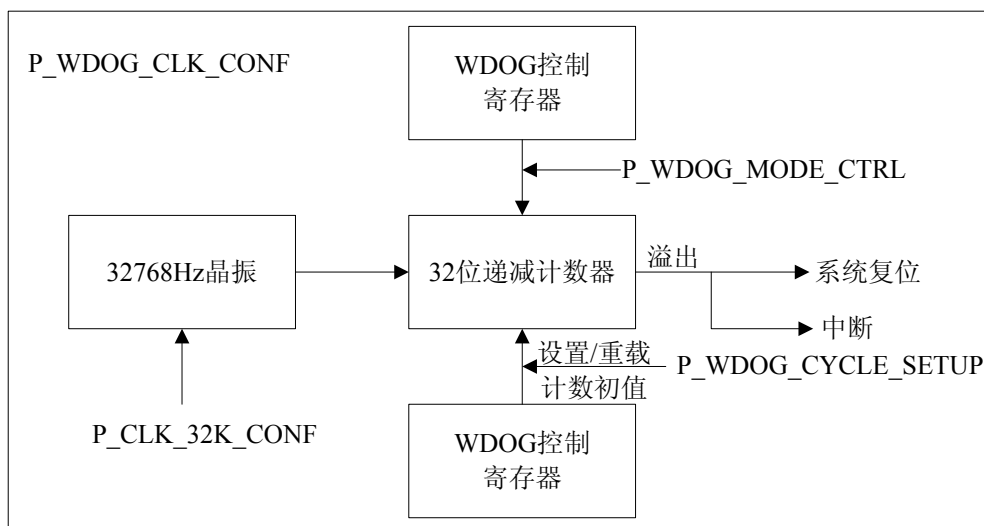 P_WDOG_CLK_CONF
WDOG控制
寄存器
P_WDOG_MODE_CTRL
32768Hz晶振
32位递减计数器
溢出
系统复位
中断
设置/重载
计数初值
P_WDOG_CYCLE_SETUP
P_CLK_32K_CONF
WDOG控制
寄存器